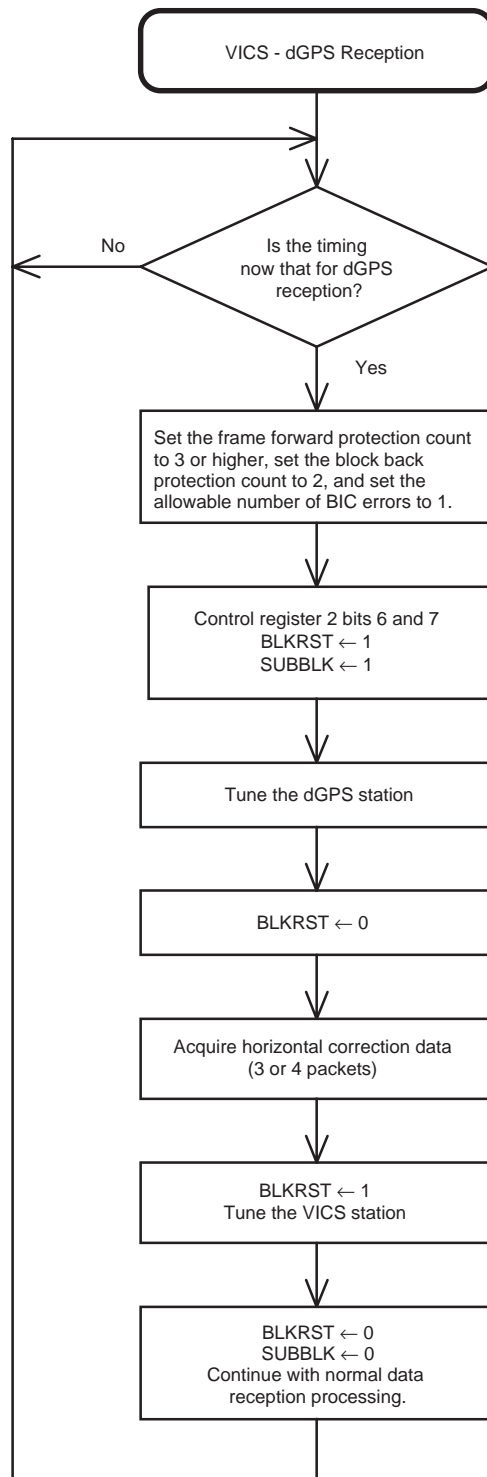 VICS - dGPS Reception
No
Is the timing
now that for dGPS
reception?
Yes
Set the frame forward protection count
to 3 or higher, set the block back
protection count to 2, and set the
allowable number of BIC errors to 1.
Control register 2 bits 6 and 7
BLKRST ← 1
SUBBLK ← 1
Tune the dGPS station
BLKRST ← 0
Acquire horizontal correction data
(3 or 4 packets)
BLKRST ← 1
Tune the VICS station
BLKRST ← 0
SUBBLK ← 0
Continue with normal data
reception processing.